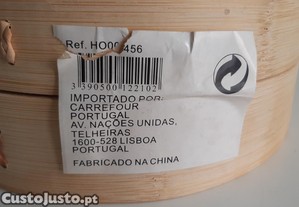 Ref. HO00 456
3 390500 122102
IMPORTADO POR:
CARREFOUR
PORTUGAL
AV. NAÇÕES UNIDAS,
TELHEIRAS
1600-528 LISBOA
PORTUGAL
FABRICADO NA CHINA
CustoJusto.pt